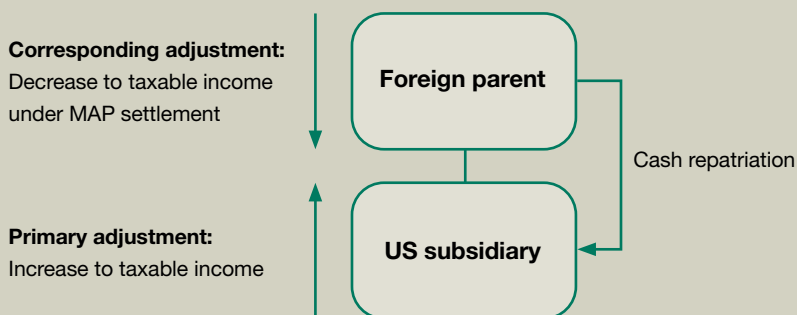 Corresponding adjustment:
Decrease to taxable income
under MAP settlement
Foreign parent
Cash repatriation
Primary adjustment:
Increase to taxable income
US subsidiary